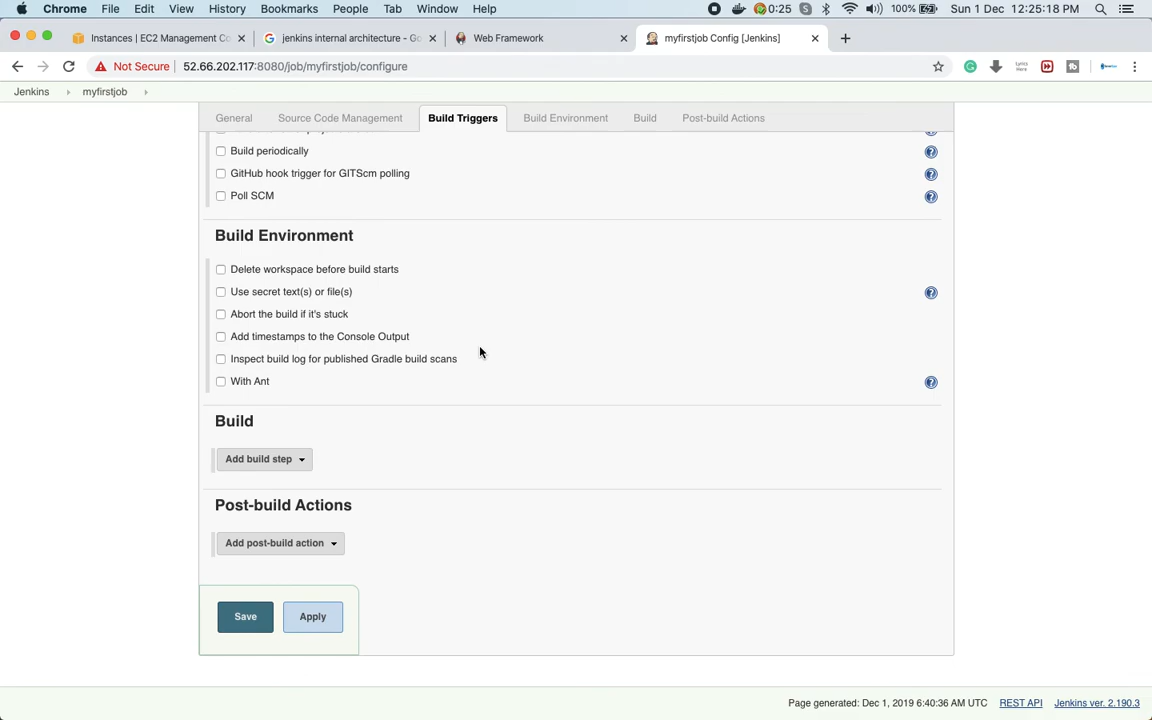 Chrome File Edit View History Bookmarks People Tab Window Help 0:25 100% Sun 1 Dec 12:25:18 PM
Instances | EC2 Management Co jenkins internal architecture - Go Web Framework myfirstjob Config [Jenkins]
Not Secure 52.66.202.117:8080/job/myfirstjob/configure
Jenkins myfirstjob
General Source Code Management Build Triggers Build Environment Build Post-build Actions
Build periodically
GitHub hook trigger for GITScm polling
Poll SCM
Build Environment
Delete workspace before build starts
Use secret text(s) or file(s)
Abort the build if it's stuck
Add timestamps to the Console Output
Inspect build log for published Gradle build scans
With Ant
Build
Add build step
Post-build Actions
Add post-build action
Save Apply
Page generated: Dec 1, 2019 6:40:36 AM UTC REST API Jenkins ver. 2.190.3